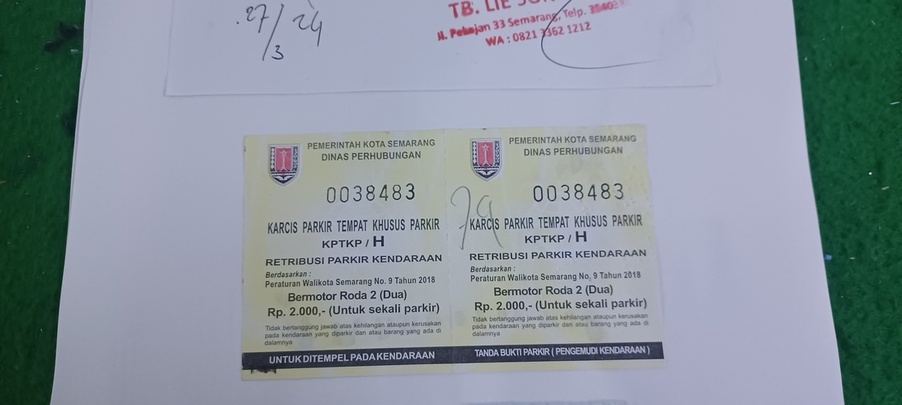 .27/3 24
TB. LIE
Jl. Pekojan 33 Semarang, Telp.
WA : 0821 3362 1212
PEMERINTAH KOTA SEMARANG
DINAS PERHUBUNGAN
0038483
KARCIS PARKIR TEMPAT KHUSUS PARKIR
KPTKP / H
RETRIBUSI PARKIR KENDARAAN
Berdasarkan :
Peraturan Walikota Semarang No. 9 Tahun 2018
Bermotor Roda 2 (Dua)
Rp. 2.000,- (Untuk sekali parkir)
Tidak bertanggung jawab atas kehilangan ataupun kerusakan
pada kendaraan yang diparkir dan atau barang yang ada di
dalamnya
UNTUK DITEMPEL PADA KENDARAAN
PEMERINTAH KOTA SEMARANG
DINAS PERHUBUNGAN
0038483
KARCIS PARKIR TEMPAT KHUSUS PARKIR
KPTKP / H
RETRIBUSI PARKIR KENDARAAN
Berdasarkan :
Peraturan Walikota Semarang No. 9 Tahun 2018
Bermotor Roda 2 (Dua)
Rp. 2.000,- (Untuk sekali parkir)
Tidak bertanggung jawab atas kehilangan ataupun kerusakan
pada kendaraan yang diparkir dan atau barang yang ada di
dalamnya
TANDA BUKTI PARKIR ( PENGEMUDI KENDARAAN )